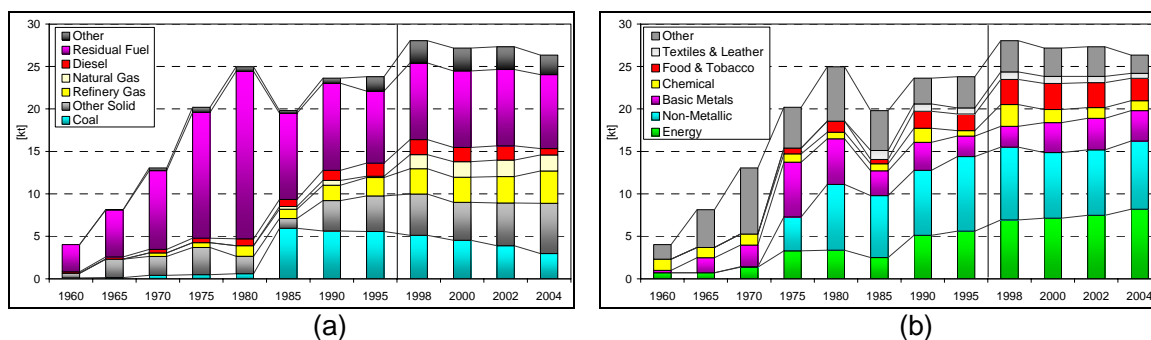 30
25
20
15
10
5
0
[kt]
Other
Residual Fuel
Diesel
Natural Gas
Refinery Gas
Other Solid
Coal
1960 1965 1970 1975 1980 1985 1990 1995 1998 2000 2002 2004
(a)
30
25
20
15
10
5
0
[kt]
Other
Textiles & Leather
Food & Tobacco
Chemical
Basic Metals
Non-Metallic
Energy
1960 1965 1970 1975 1980 1985 1990 1995 1998 2000 2002 2004
(b)